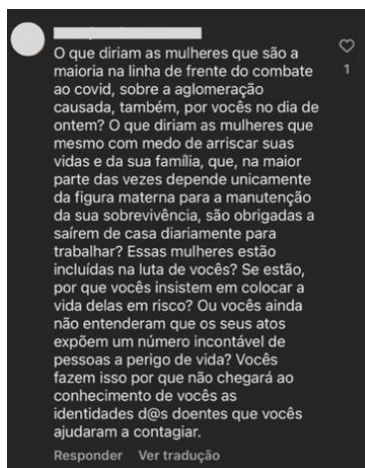 O que diriam as mulheres que são a
maioria na linha de frente do combate
ao covid, sobre a aglomeração
causada, também, por vocês no dia de
ontem? O que diriam as mulheres que
mesmo com medo de arriscar suas
vidas e da sua família, que, na maior
parte das vezes depende unicamente
da figura materna para a manutenção
da sua sobrevivência, são obrigadas a
saírem de casa diariamente para
trabalhar? Essas mulheres estão
incluídas na luta de vocês? Se estão,
por que vocês insistem em colocar a
vida delas em risco? Ou vocês ainda
não entenderam que os seus atos
expõem um número incontável de
pessoas a perigo de vida? Vocês
fazem isso por que não chegará ao
conhecimento de vocês as
identidades d@s doentes que vocês
ajudaram a contagiar.
1
Responder Ver tradução